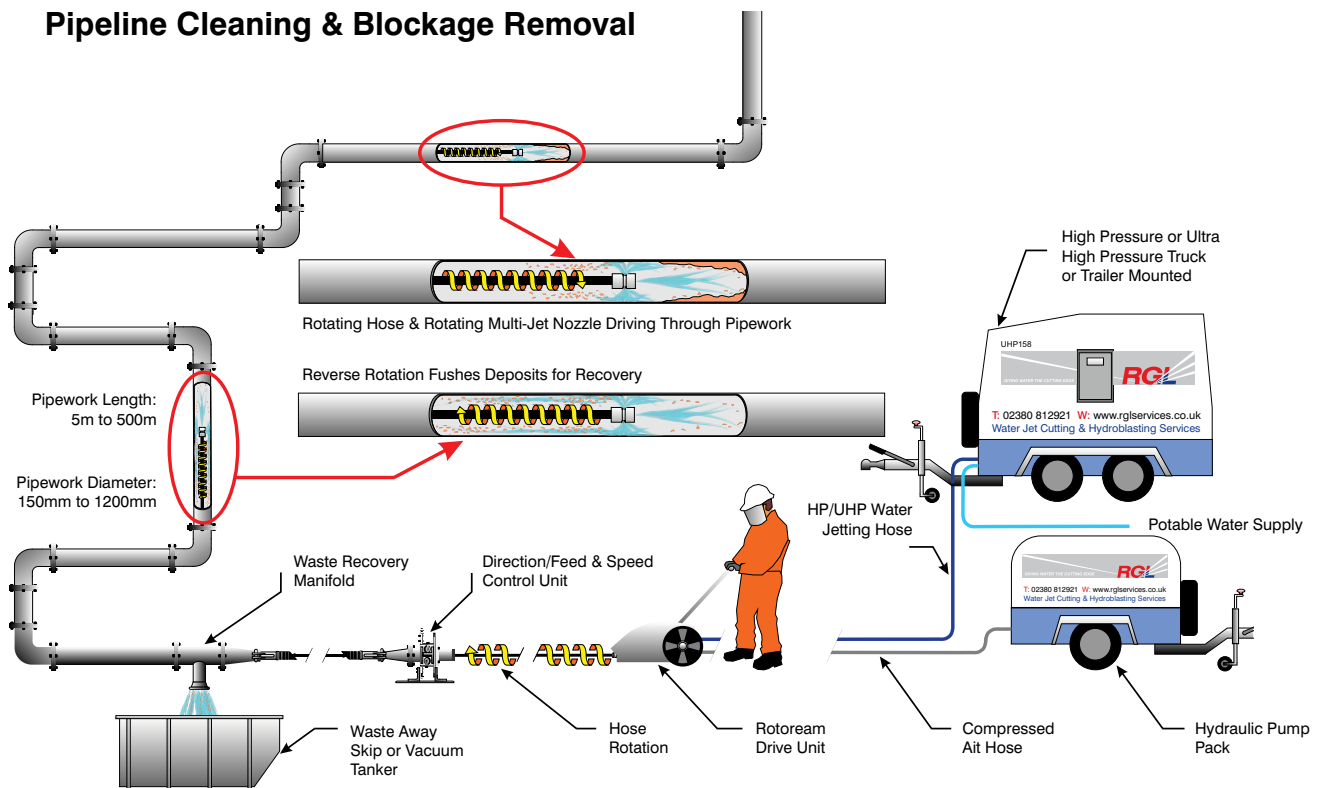 Pipeline Cleaning & Blockage Removal
High Pressure or Ultra
High Pressure Truck
or Trailer Mounted
Rotating Hose & Rotating Multi-Jet Nozzle Driving Through Pipework
UHP158
RGL
T: 02380 812921 W: www.rglservices.co.uk
Water Jet Cutting & Hydroblasting Services
Reverse Rotation Fushes Deposits for Recovery
Pipework Length:
5m to 500m
Pipework Diameter:
150mm to 1200mm
HP/UHP Water
Jetting Hose
Potable Water Supply
Waste Recovery
Manifold
Direction/Feed & Speed
Control Unit
RGL
T: 02380 812921 W: www.rglservices.co.uk
Water Jet Cutting & Hydroblasting Services
Waste Away
Skip or Vacuum
Tanker
Hose
Rotation
Rotoream
Drive Unit
Compressed
Ait Hose
Hydraulic Pump
Pack